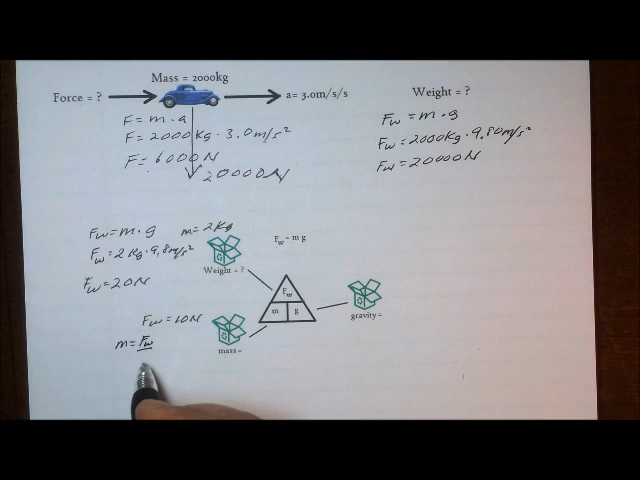 Mass = 2000kg
Force = ?
a= 3.0m/s/s
Weight = ?
F = m · a
F = 2000Kg · 3.0m/s²
F = 6000N
20000N
Fw = m · g
Fw = 2000Kg · 9.80m/s²
Fw = 20000N
Fw = m · g
m = 2Kg
Fw = 2Kg · 9.8m/s²
Fw = 20N
Fw = m g
Weight = ?
Fw
m
g
gravity =
mass =
Fw = 10N
m = Fw